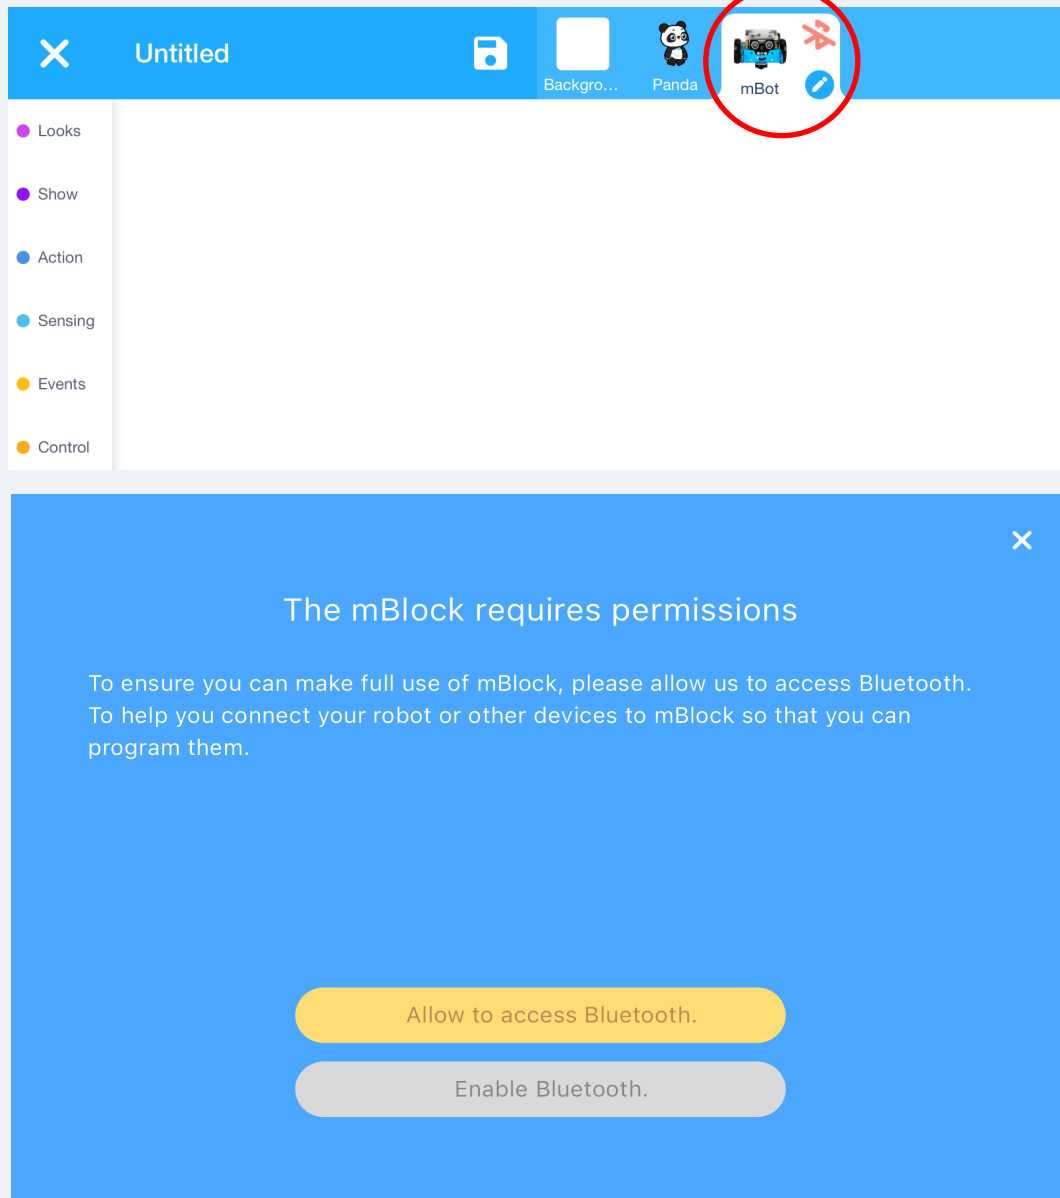 Untitled
Backgro...
Panda
mBot
Looks
Show
Action
Sensing
Events
Control
The mBlock requires permissions
To ensure you can make full use of mBlock, please allow us to access Bluetooth.
To help you connect your robot or other devices to mBlock so that you can
program them.
Allow to access Bluetooth.
Enable Bluetooth.